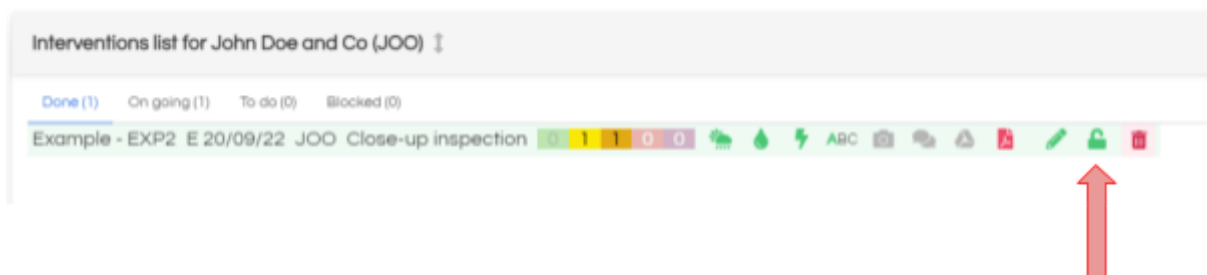 Interventions list for John Doe and Co (JOO)
Done (1) On going (1) To do (0) Blocked (0)
Example - EXP2 E 20/09/22 JOO Close-up inspection 0 1 1 0 0 ABC